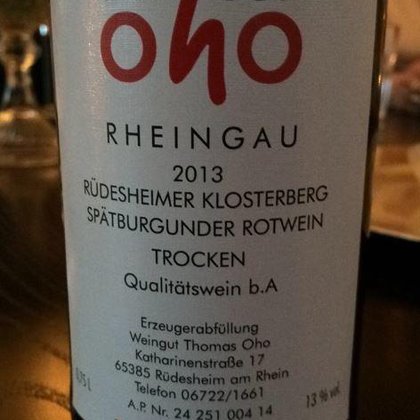 oho
RHEINGAU
2013
RÜDESHEIMER KLOSTERBERG
SPÄTBURGUNDER ROTWEIN
TROCKEN
Qualitätswein b.A
Erzeugerabfüllung
Weingut Thomas Oho
Katharinenstraße 17
65385 Rüdesheim am Rhein
Telefon 06722/1661
A.P. Nr. 24 251 004 14
0,75 L
13 % vol.